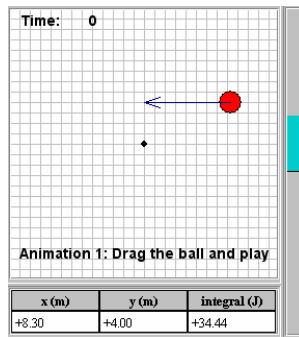 Time: 0
Animation 1: Drag the ball and play
x (m) y (m) integral (J)
+8.30 +4.00 +34.44